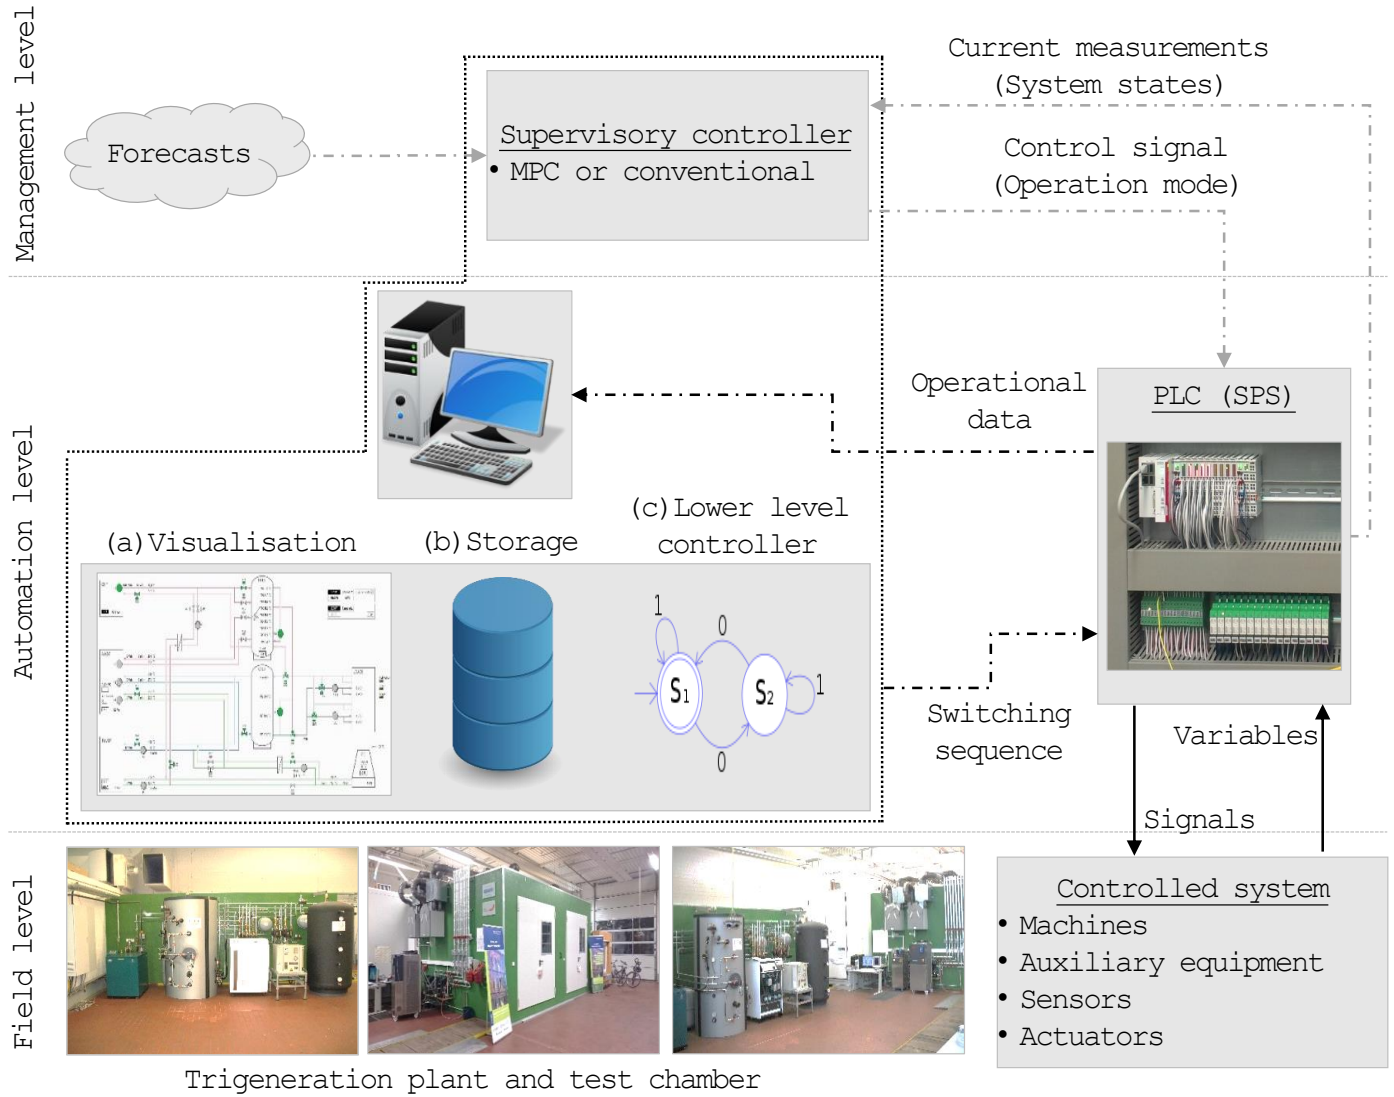 Management level
Current measurements
(System states)
Forecasts
Supervisory controller
• MPC or conventional
Control signal
(Operation mode)
Automation level
Operational
data
PLC (SPS)
(a)Visualisation
(b)Storage
(c)Lower level
controller
1
0
S1
S2
1
0
Switching
sequence
Variables
Signals
Field level
Controlled system
• Machines
• Auxiliary equipment
• Sensors
• Actuators
Trigeneration plant and test chamber